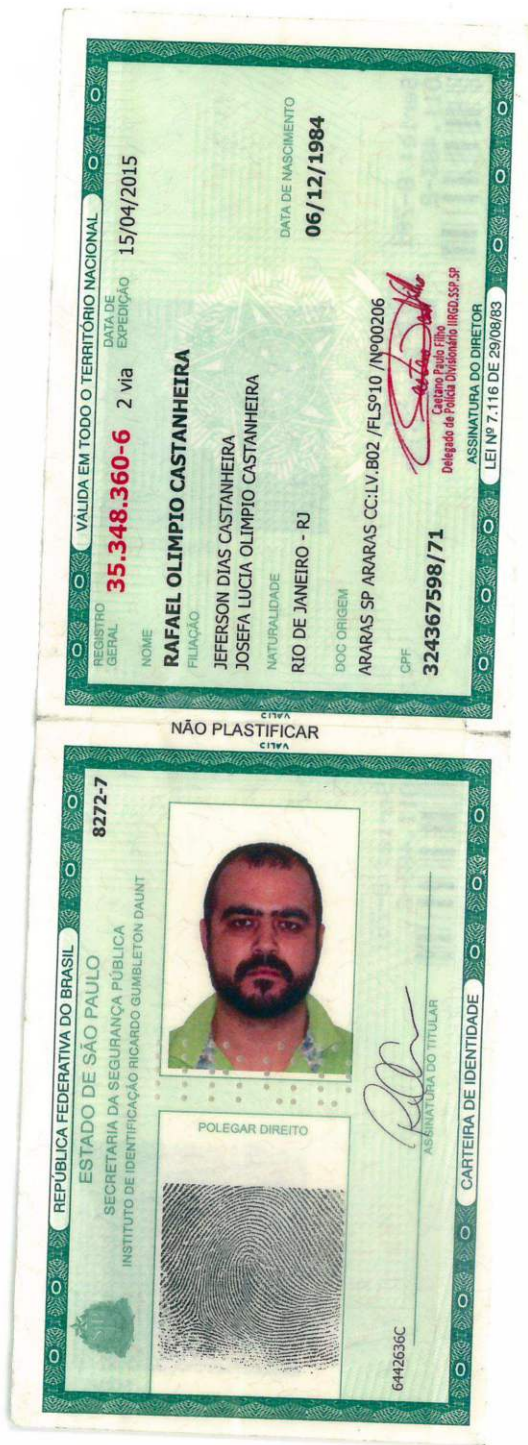 REPÚBLICA FEDERATIVA DO BRASIL
8272-7
ESTADO DE SÃO PAULO
SECRETARIA DA SEGURANÇA PÚBLICA
INSTITUTO DE IDENTIFICAÇÃO RICARDO GUMBLETON DAUNT
POLEGAR DIREITO
6442636C
ASSINATURA DO TITULAR
CARTEIRA DE IDENTIDADE
NÃO PLASTIFICAR
VALIDA EM TODO O TERRITÓRIO NACIONAL
REGISTRO GERAL 35.348.360-6 2 via DATA DE EXPEDIÇÃO 15/04/2015
NOME
RAFAEL OLIMPIO CASTANHEIRA
FILIAÇÃO
JEFERSON DIAS CASTANHEIRA
JOSEFA LUCIA OLIMPIO CASTANHEIRA
NATURALIDADE DATA DE NASCIMENTO
RIO DE JANEIRO - RJ 06/12/1984
DOC ORIGEM
ARARAS SP ARARAS CC:LV.B02 /FLSº10 /Nº00206
CPF
324367598/71
Caetano Paulo Filho
Delegado de Polícia Divisionário IIRGD.SSP.SP
ASSINATURA DO DIRETOR
LEI Nº 7.116 DE 29/08/83